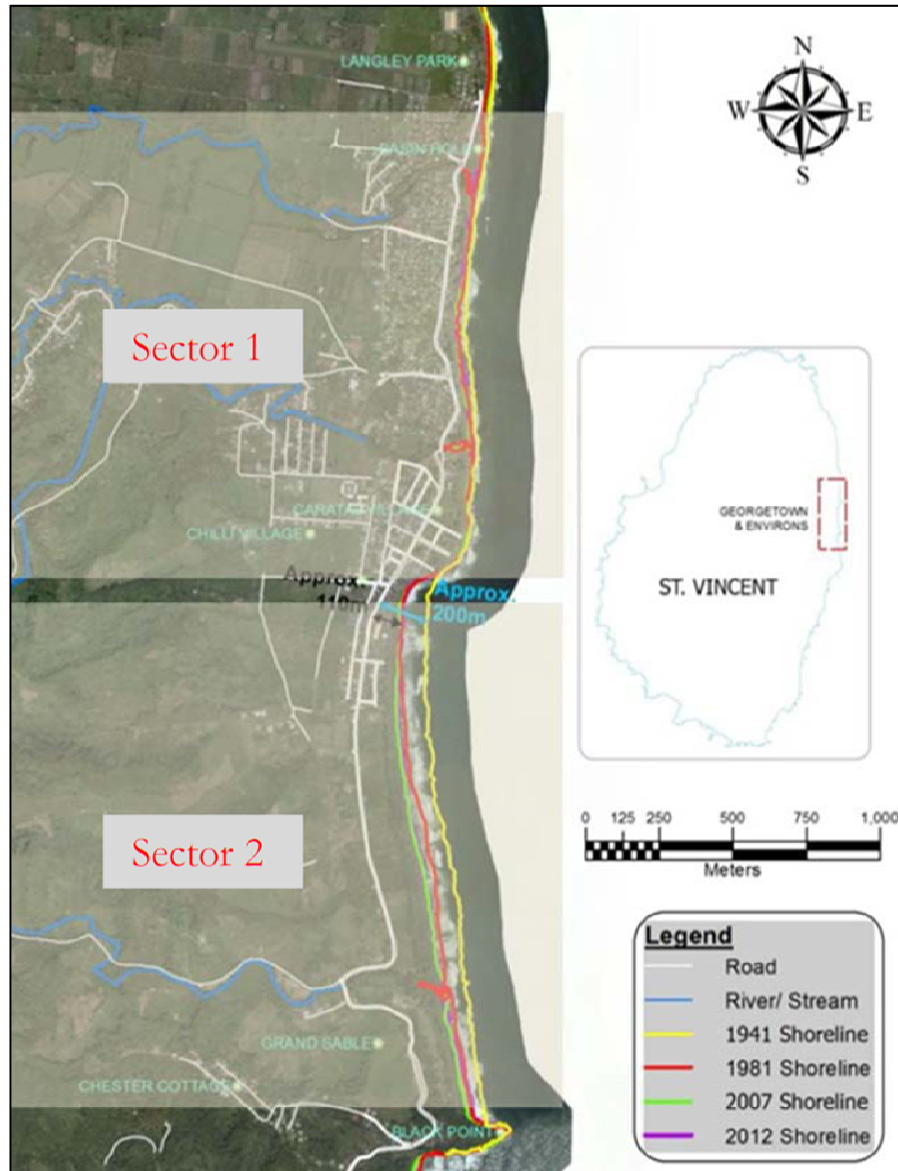 LANGLEY PARK
BASIN HOLE
N
W
E
S
Sector 1
CARATAL VILLAGE
CHILLI VILLAGE
GEORGETOWN
& ENVIRONS
ST. VINCENT
Approx.
110m
Approx.
200m
Sector 2
0 125 250 500 750 1,000
Meters
GRAND SABLE
CHESTER COTTAGE
BLACK POINT
Legend
Road
River/ Stream
1941 Shoreline
1981 Shoreline
2007 Shoreline
2012 Shoreline